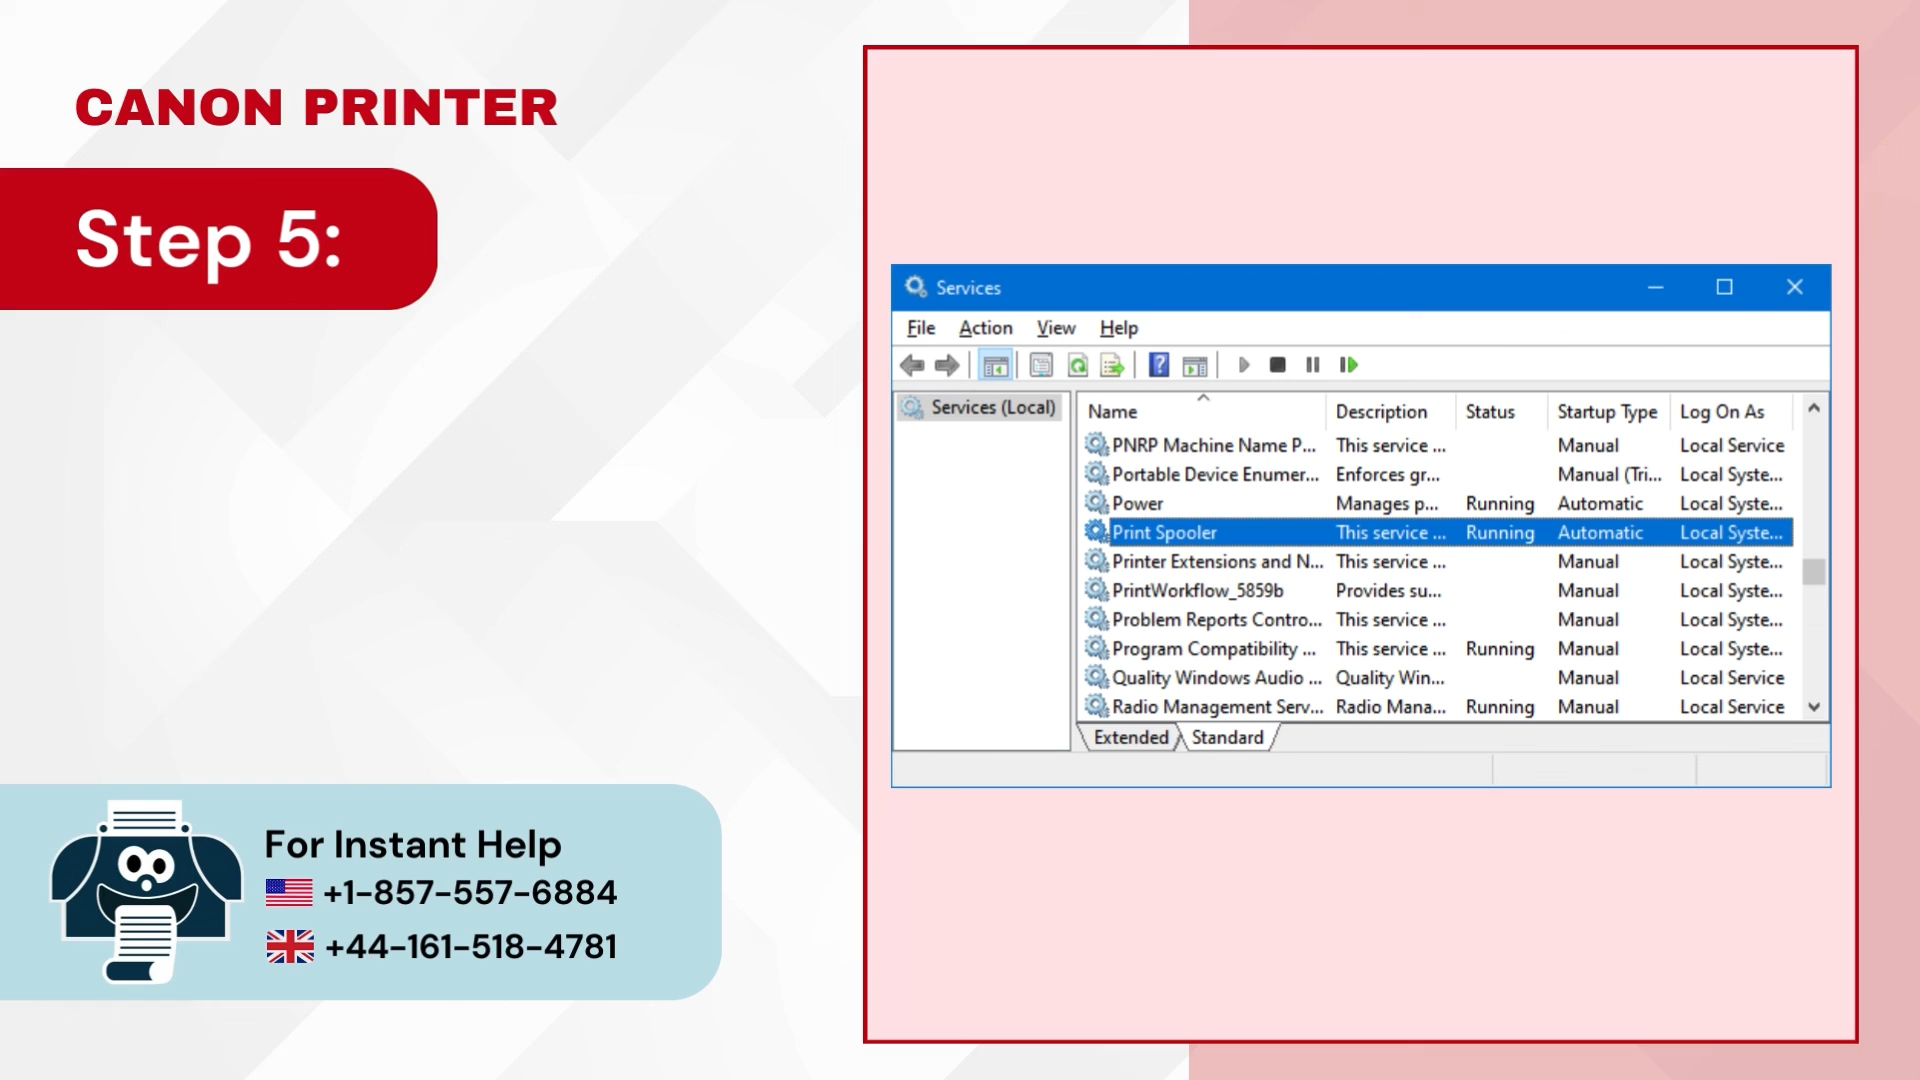 CANON PRINTER
Step 5:
Services
File Action View Help
Services (Local)
Name Description Status Startup Type Log On As
PNRP Machine Name P... This service ... Manual Local Service
Portable Device Enumer... Enforces gr... Manual (Tri... Local Syste...
Power Manages p... Running Automatic Local Syste...
Print Spooler This service ... Running Automatic Local Syste...
Printer Extensions and N... This service ... Manual Local Syste...
PrintWorkflow_5859b Provides su... Manual Local Syste...
Problem Reports Contro... This service ... Manual Local Syste...
Program Compatibility ... This service ... Running Manual Local Syste...
Quality Windows Audio ... Quality Win... Manual Local Service
Radio Management Serv... Radio Mana... Running Manual Local Service
Extended Standard
For Instant Help
+1-857-557-6884
+44-161-518-4781